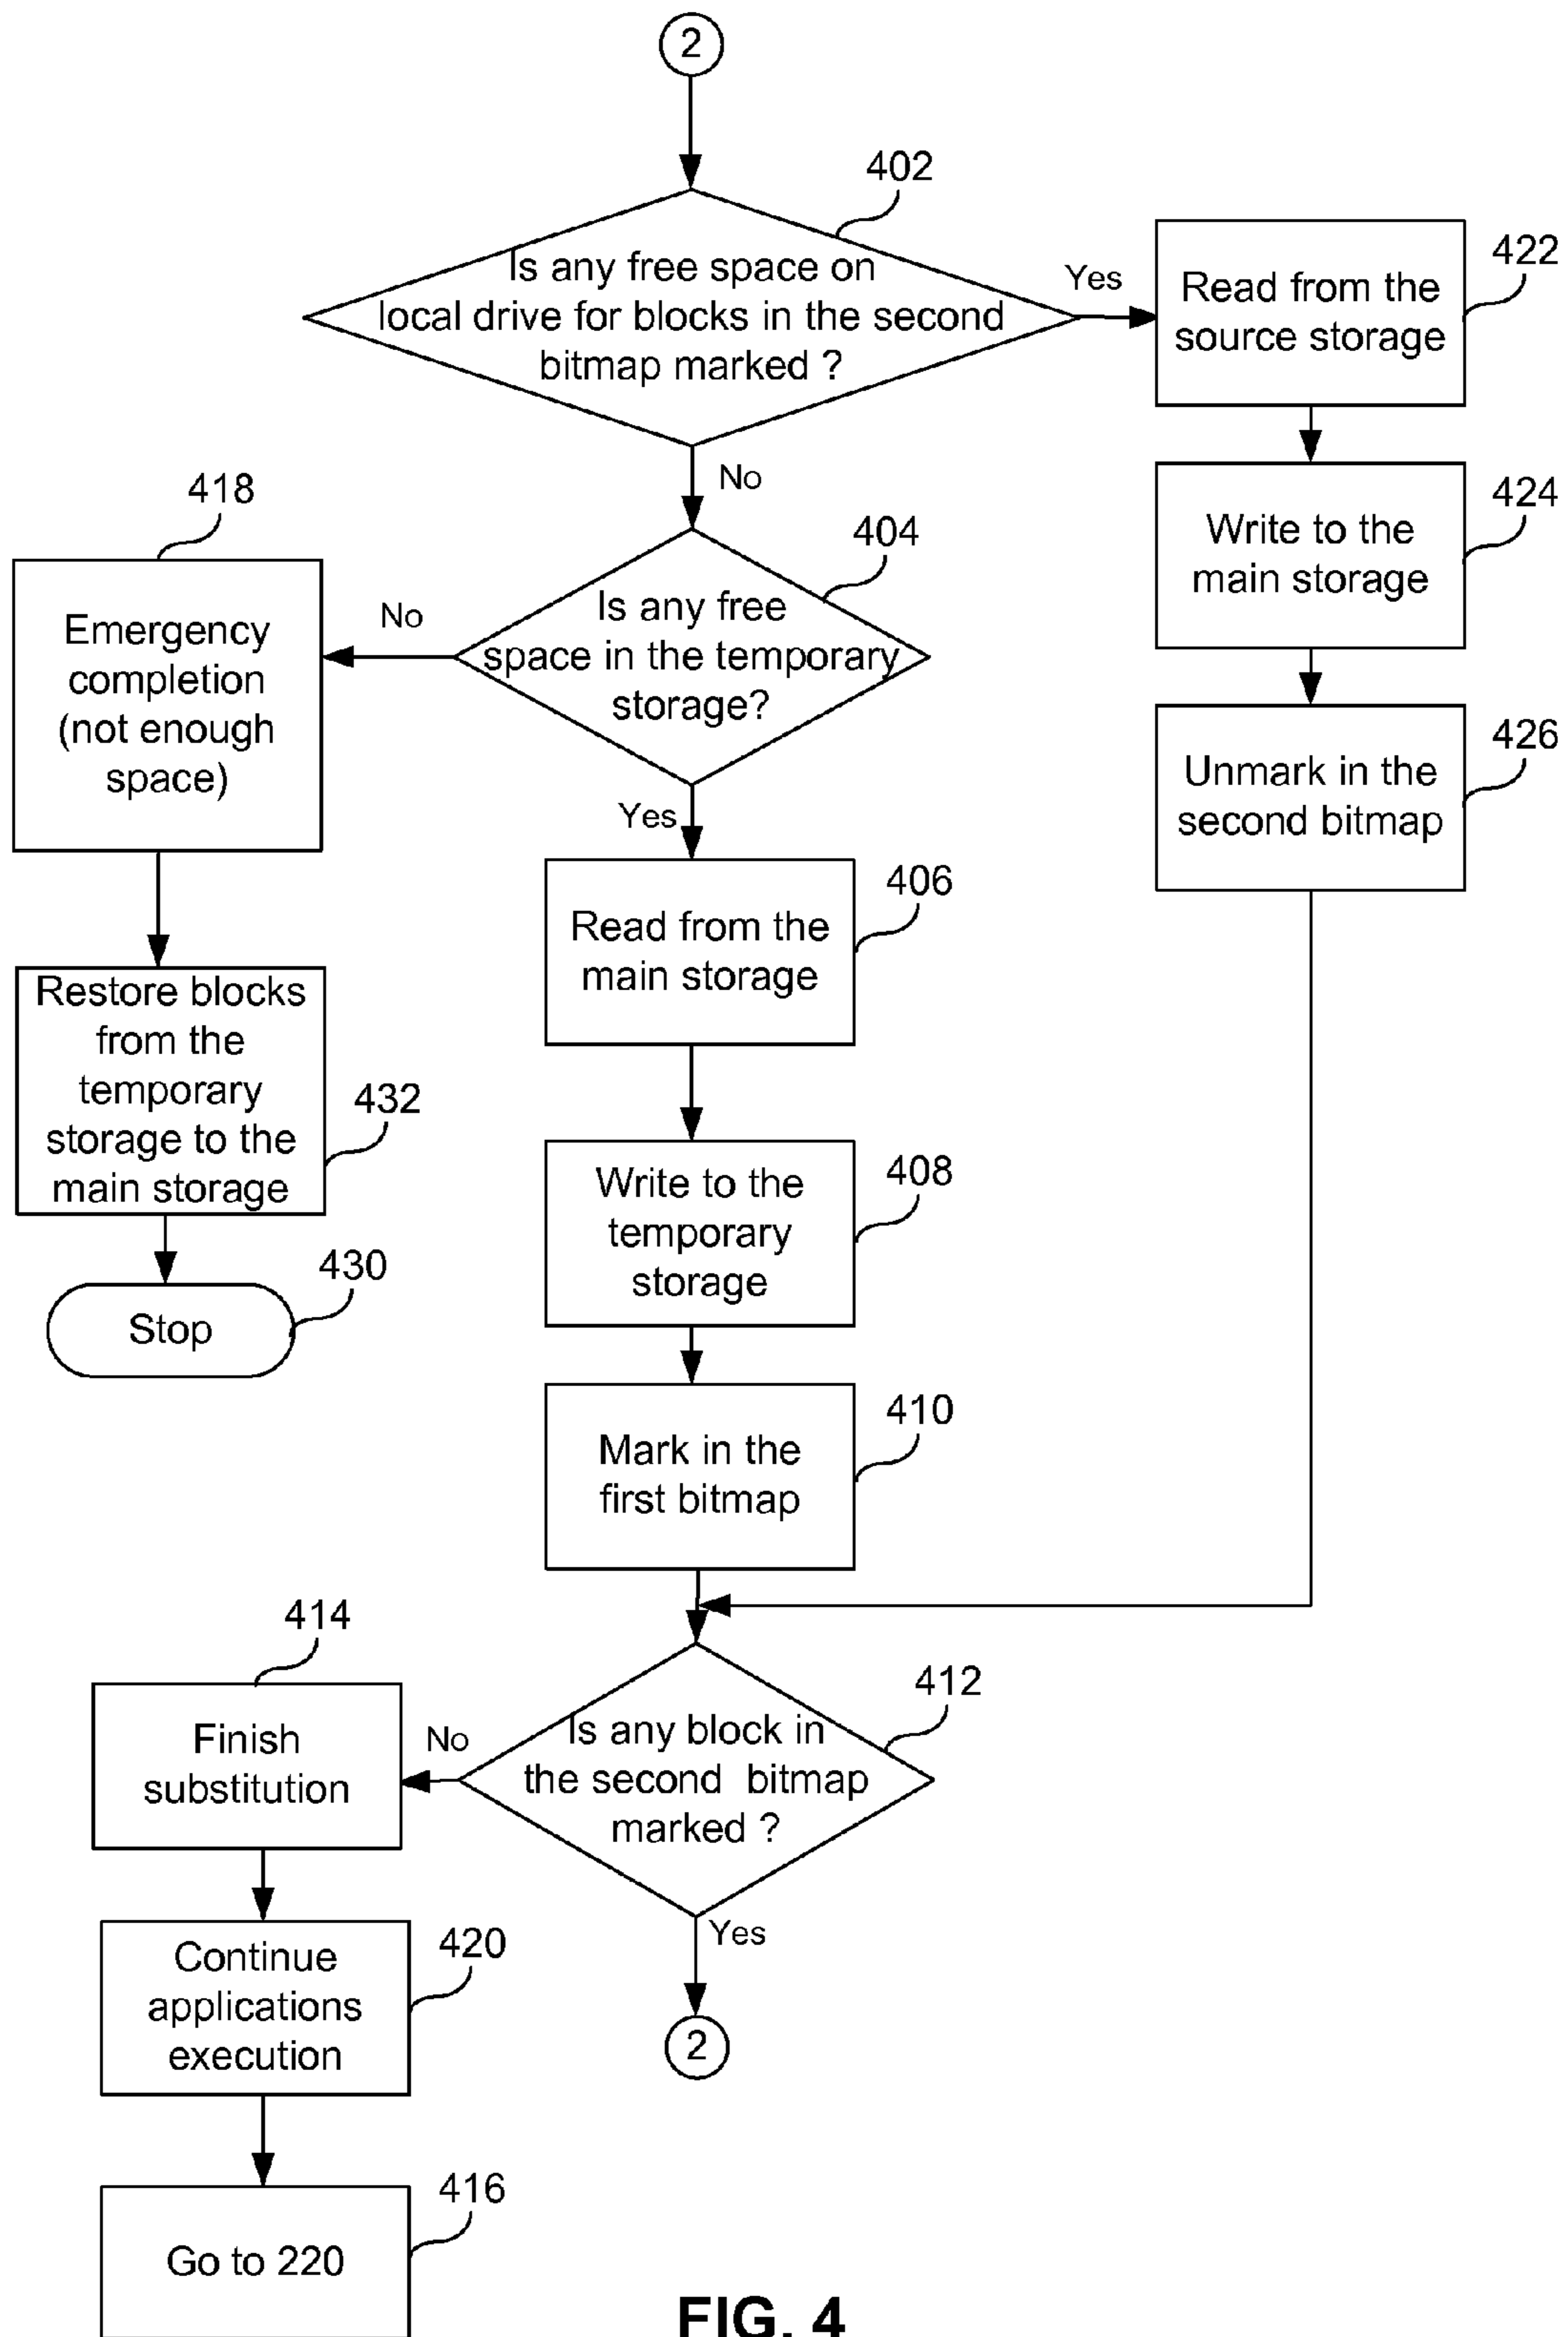 2
402
Is any free space on
local drive for blocks in the second
bitmap marked ?
Yes
No
422
Read from the
source storage
424
Write to the
main storage
426
Unmark in the
second bitmap
404
Is any free
space in the temporary
storage?
No
Yes
418
Emergency
completion
(not enough
space)
432
Restore blocks
from the
temporary
storage to the
main storage
430
Stop
406
Read from the
main storage
408
Write to the
temporary
storage
410
Mark in the
first bitmap
412
Is any block in
the second bitmap
marked ?
No
Yes
2
414
Finish
substitution
420
Continue
applications
execution
416
Go to 220
FIG. 4